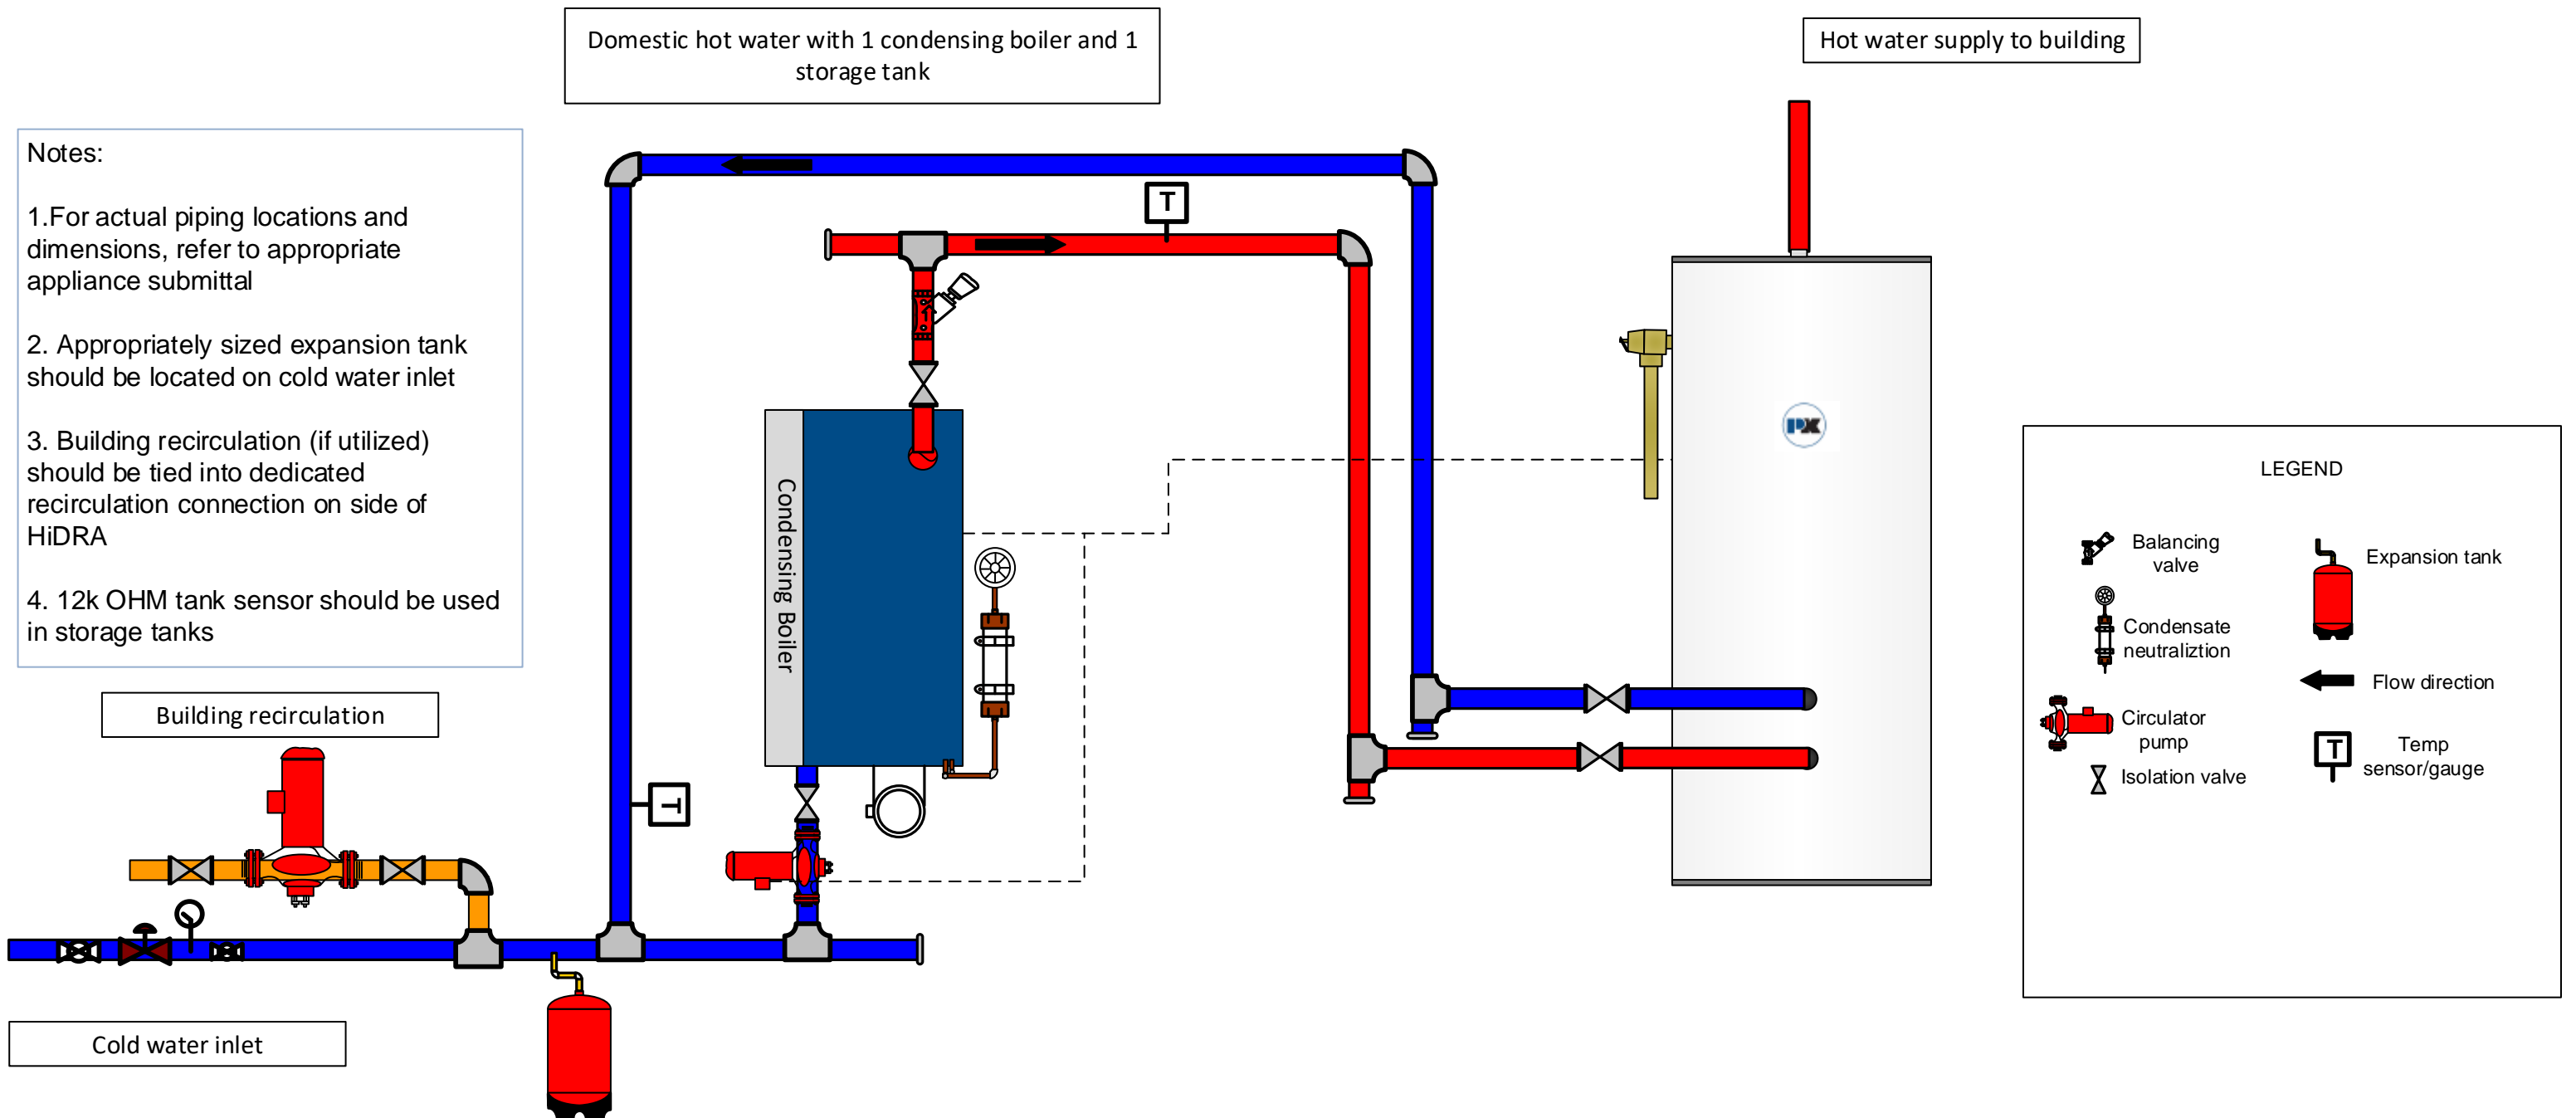 Domestic hot water with 1 condensing boiler and 1
storage tank
Hot water supply to building
Notes:
1.For actual piping locations and
dimensions, refer to appropriate
appliance submittal
2. Appropriately sized expansion tank
should be located on cold water inlet
3. Building recirculation (if utilized)
should be tied into dedicated
recirculation connection on side of
HiDRA
4. 12k OHM tank sensor should be used
in storage tanks
T
Condensing Boiler
PX
T
Building recirculation
Cold water inlet
LEGEND
Balancing
valve
Expansion tank
Condensate
neutraliztion
Flow direction
Circulator
pump
T
Temp
sensor/gauge
Isolation valve